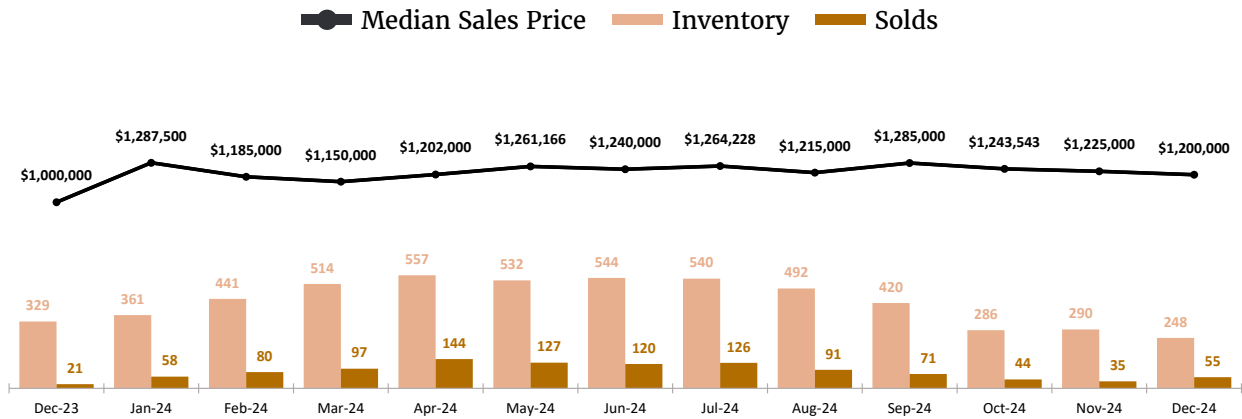 Median Sales Price Inventory Solds
$1,000,000 $1,287,500 $1,185,000 $1,150,000 $1,202,000 $1,261,166 $1,240,000 $1,264,228 $1,215,000 $1,285,000 $1,243,543 $1,225,000 $1,200,000
329 361 441 514 557 532 544 540 492 420 286 290 248
21 58 80 97 144 127 120 126 91 71 44 35 55
Dec-23 Jan-24 Feb-24 Mar-24 Apr-24 May-24 Jun-24 Jul-24 Aug-24 Sep-24 Oct-24 Nov-24 Dec-24